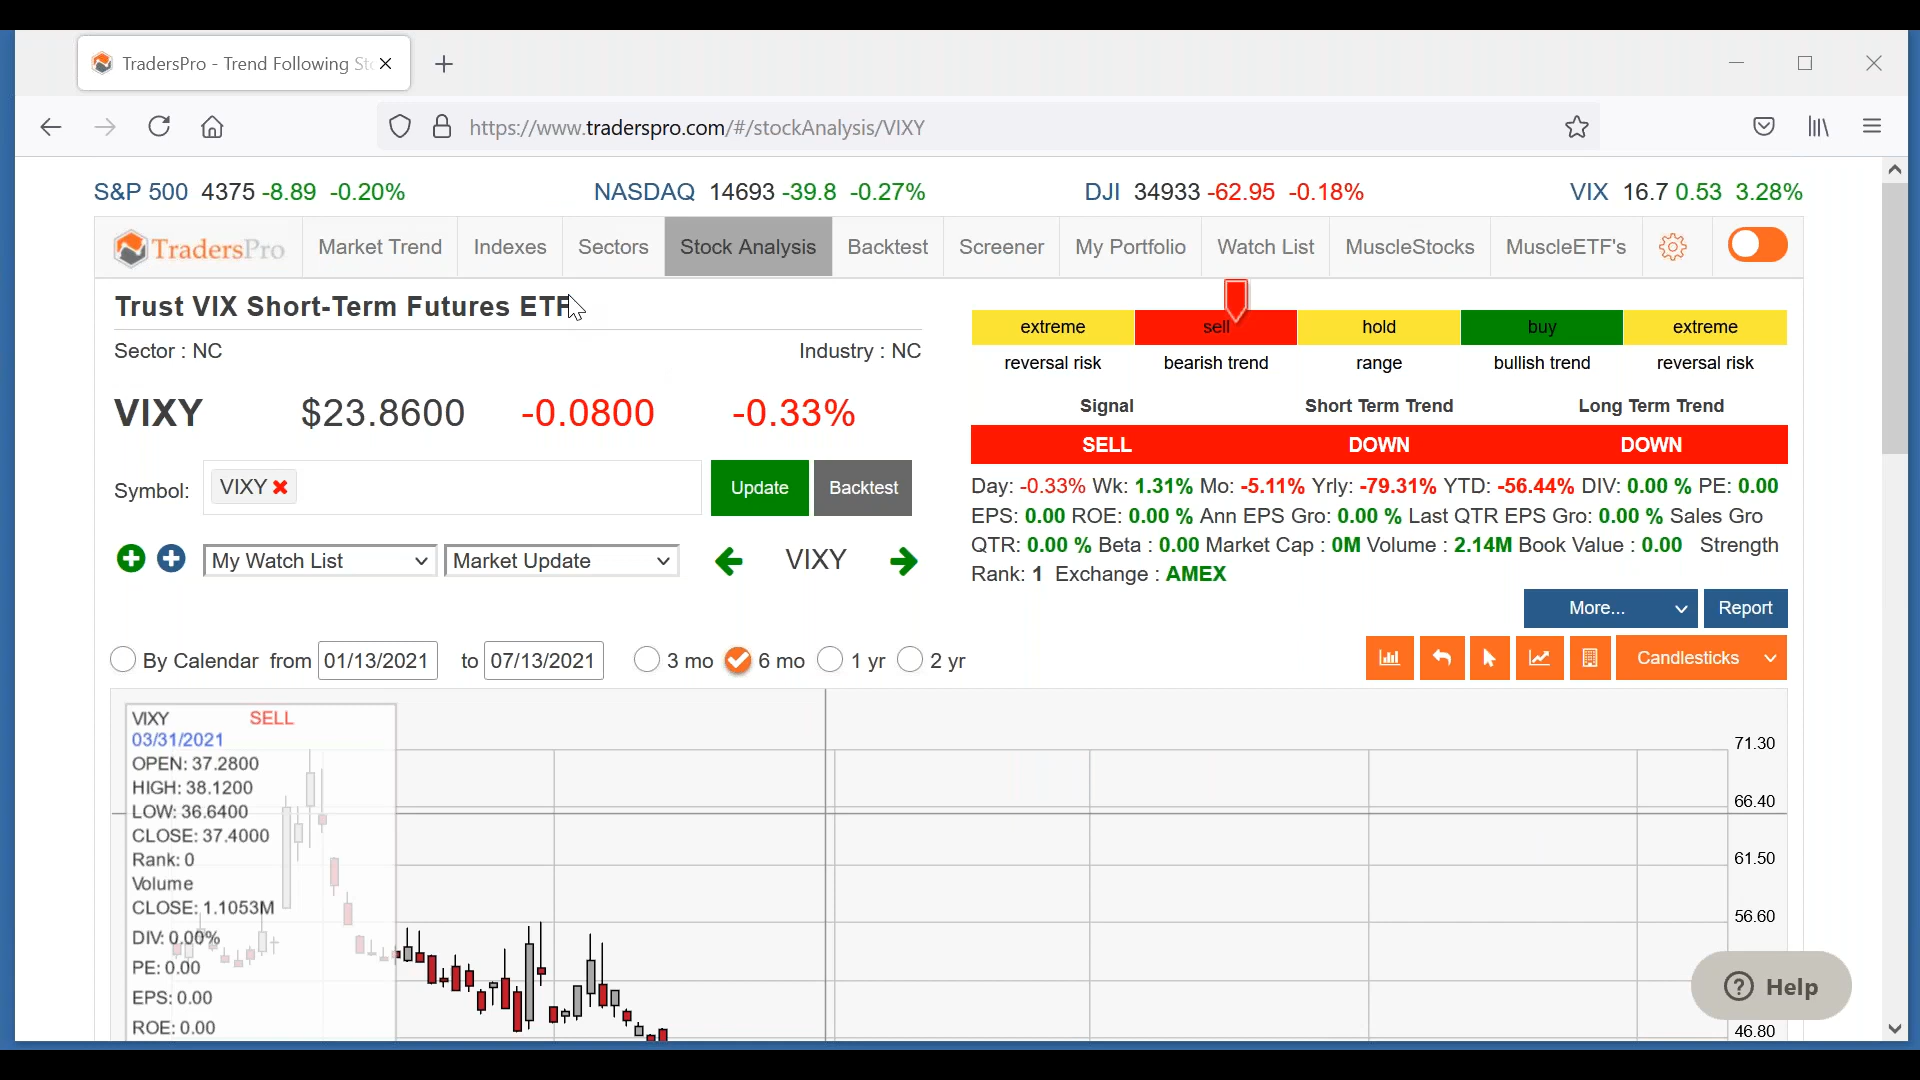 TradersPro - Trend Following Sto
https://www.traderspro.com/#/stockAnalysis/VIXY
S&P 500 4375 -8.89 -0.20% NASDAQ 14693 -39.8 -0.27% DJI 34933 -62.95 -0.18% VIX 16.7 0.53 3.28%
TradersPro Market Trend Indexes Sectors Stock Analysis Backtest Screener My Portfolio Watch List MuscleStocks MuscleETF's
Trust VIX Short-Term Futures ETF
Sector : NC Industry : NC
VIXY $23.8600 -0.0800 -0.33%
Symbol: VIXY Update Backtest
My Watch List Market Update VIXY
extreme sell hold buy extreme
reversal risk bearish trend range bullish trend reversal risk
Signal Short Term Trend Long Term Trend
SELL DOWN DOWN
Day: -0.33% Wk: 1.31% Mo: -5.11% Yrly: -79.31% YTD: -56.44% DIV: 0.00 % PE: 0.00
EPS: 0.00 ROE: 0.00 % Ann EPS Gro: 0.00 % Last QTR EPS Gro: 0.00 % Sales Gro
QTR: 0.00 % Beta : 0.00 Market Cap : 0M Volume : 2.14M Book Value : 0.00 Strength
Rank: 1 Exchange : AMEX
More... Report
By Calendar from 01/13/2021 to 07/13/2021 3 mo 6 mo 1 yr 2 yr
Candlesticks
VIXY SELL
03/31/2021
OPEN: 37.2800
HIGH: 38.1200
LOW: 36.6400
CLOSE: 37.4000
Rank: 0
Volume
CLOSE: 1.1053M
DIV: 0.00%
PE: 0.00
EPS: 0.00
ROE: 0.00
71.30
66.40
61.50
56.60
46.80
Help